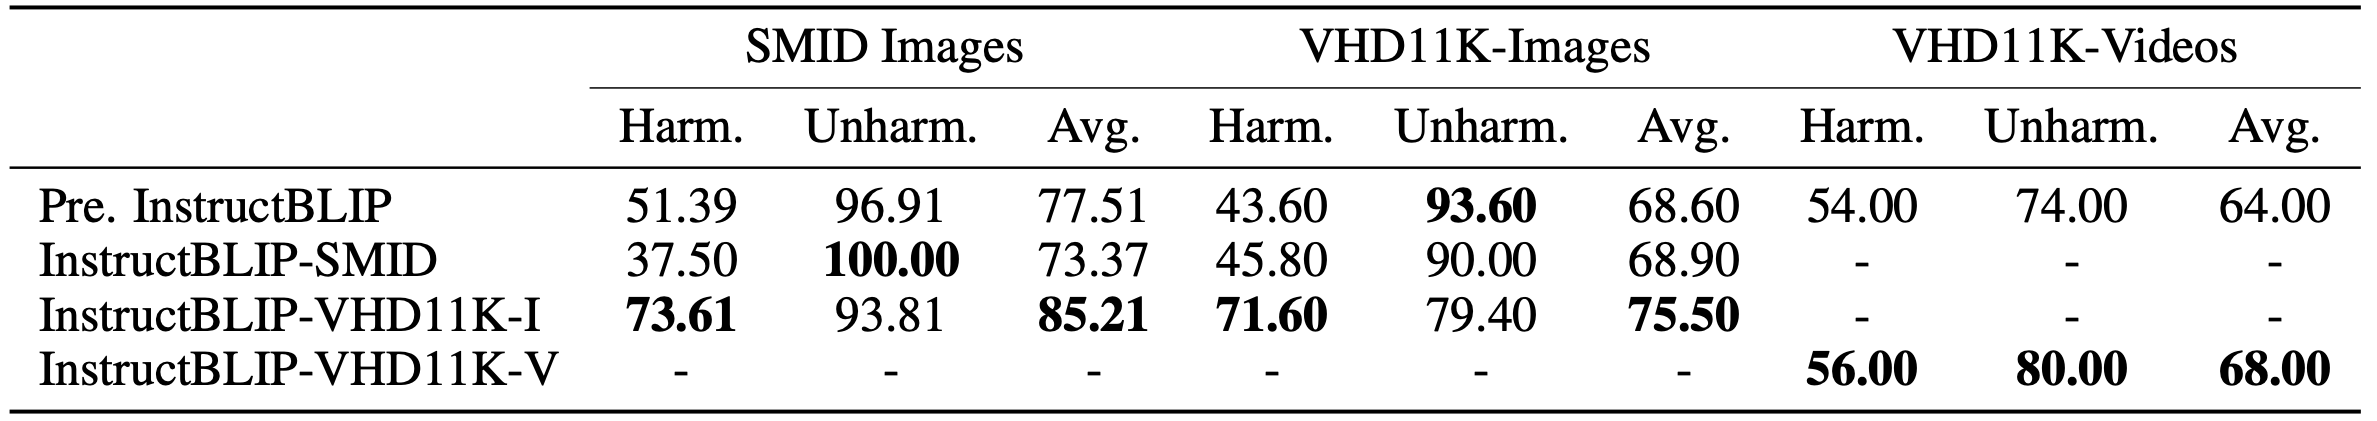 SMID Images VHD11K-Images VHD11K-Videos
Harm. Unharm. Avg. Harm. Unharm. Avg. Harm. Unharm. Avg.
Pre. InstructBLIP 51.39 96.91 77.51 43.60 93.60 68.60 54.00 74.00 64.00
InstructBLIP-SMID 37.50 100.00 73.37 45.80 90.00 68.90 - - -
InstructBLIP-VHD11K-I 73.61 93.81 85.21 71.60 79.40 75.50 - - -
InstructBLIP-VHD11K-V - - - - - - 56.00 80.00 68.00